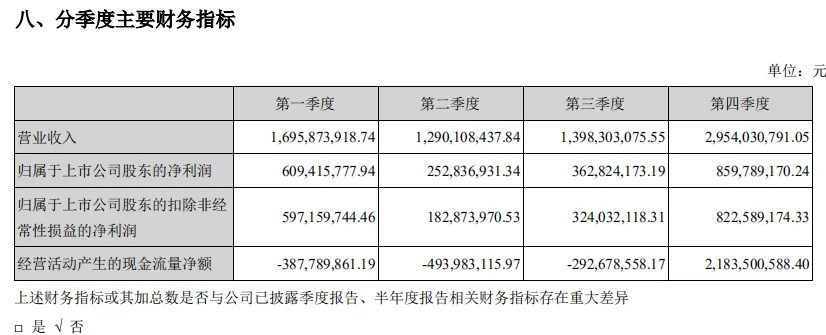 八、分季度主要财务指标
单位：元
第一季度 第二季度 第三季度 第四季度
营业收入 1,695,873,918.74 1,290,108,437.84 1,398,303,075.55 2,954,030,791.05
归属于上市公司股东的净利润 609,415,777.94 252,836,931.34 362,824,173.19 859,789,170.24
归属于上市公司股东的扣除非经
常性损益的净利润 597,159,744.46 182,873,970.53 324,032,118.31 822,589,174.33
经营活动产生的现金流量净额 -387,789,861.19 -493,983,115.97 -292,678,558.17 2,183,500,588.40
上述财务指标或其加总数是否与公司已披露季度报告、半年度报告相关财务指标存在重大差异
□ 是 √ 否